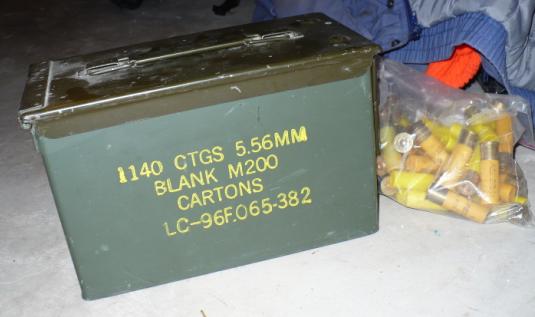 1140 CTGS 5.56MM
BLANK M200
CARTONS
LC-96F065-382